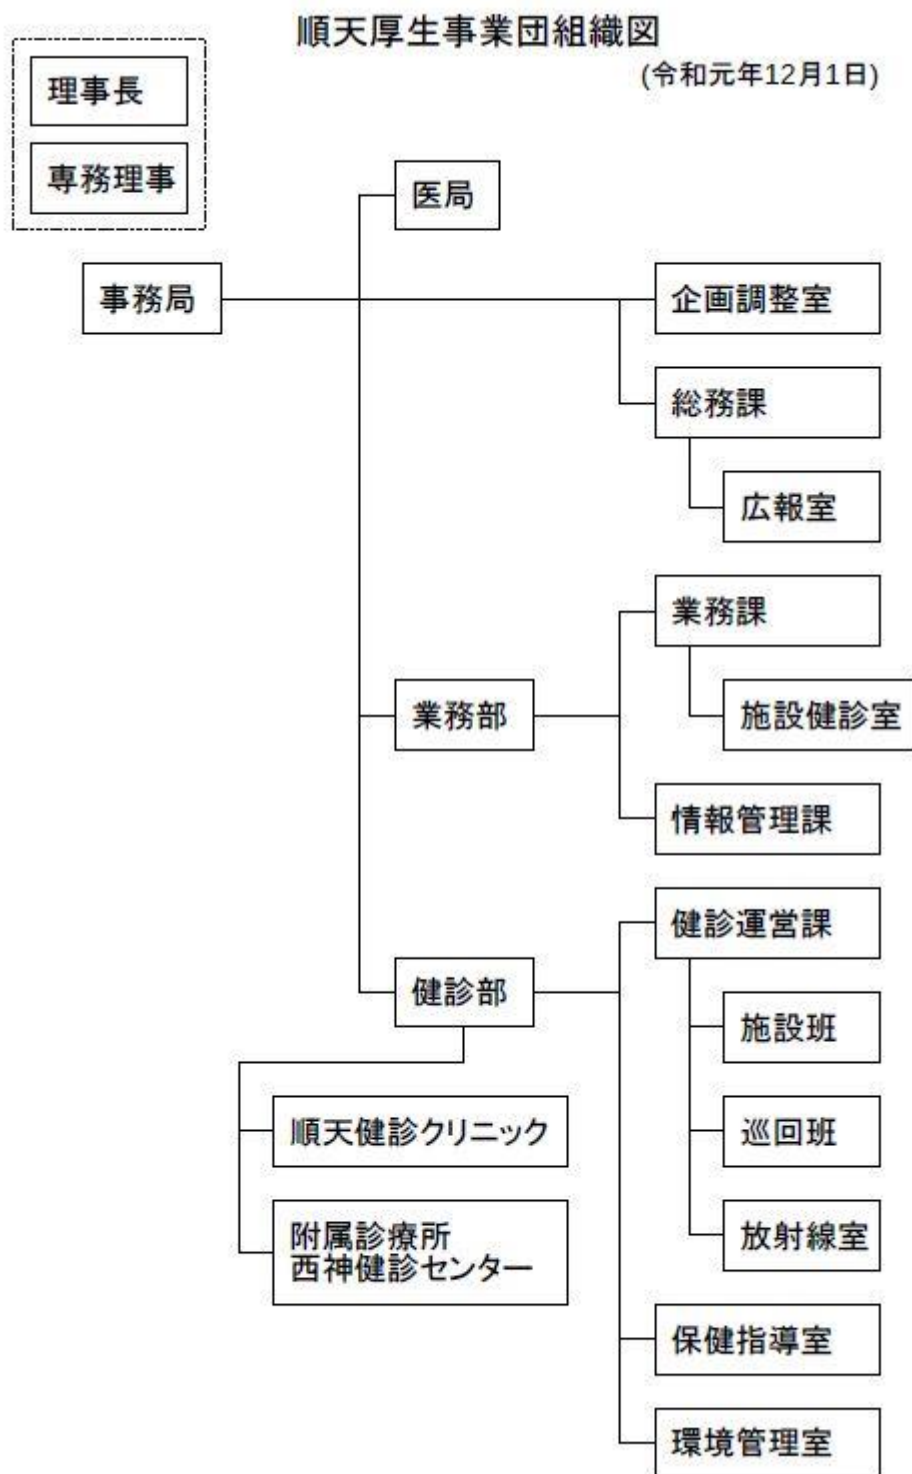 順天厚生事業団組織図
(令和元年12月1日)
理事長
専務理事
医局
事務局
企画調整室
総務課
広報室
業務課
業務部
施設健診室
情報管理課
健診運営課
健診部
施設班
順天健診クリニック
巡回班
附属診療所
西神健診センター
放射線室
保健指導室
環境管理室